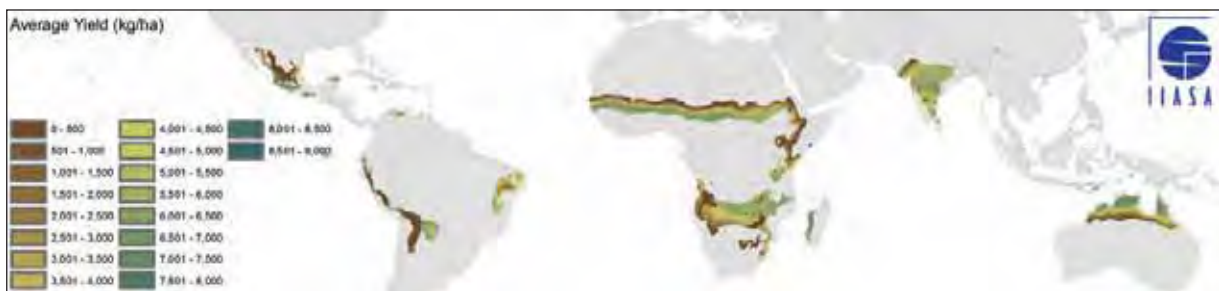 Average Yield (kg/ha)
0 - 500
501 - 1,000
1,001 - 1,500
1,501 - 2,000
2,001 - 2,500
2,501 - 3,000
3,001 - 3,500
3,501 - 4,000
4,001 - 4,500
4,501 - 5,000
5,001 - 5,500
5,501 - 6,000
6,001 - 6,500
6,501 - 7,000
7,001 - 7,500
7,501 - 8,000
8,001 - 8,500
8,501 - 9,000
IIASA